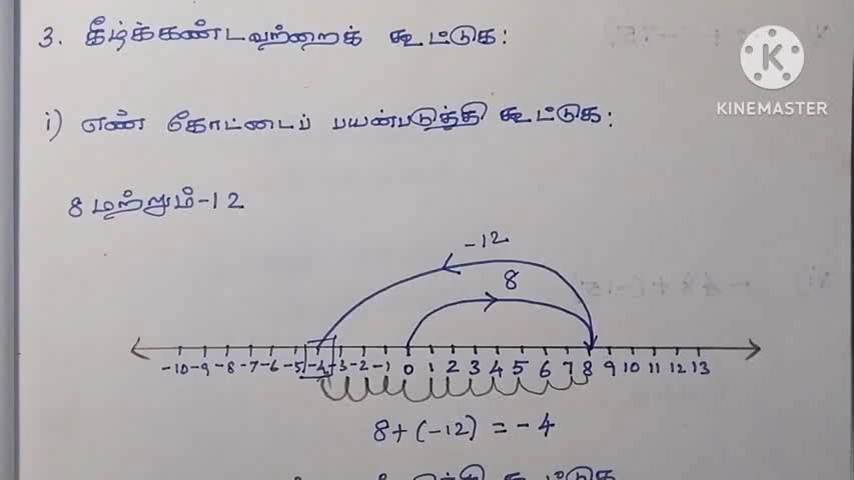 3. கீழ்க்கண்டவற்றைக் கூட்டுக:
KINEMASTER
i) எண் கோட்டைப் பயன்படுத்தி கூட்டுக:
8 மற்றும் -12
-12
8
-10 -9 -8 -7 -6 -5 -4 -3 -2 -1 0 1 2 3 4 5 6 7 8 9 10 11 12 13
8+(-12) = -4
கூட்டுக